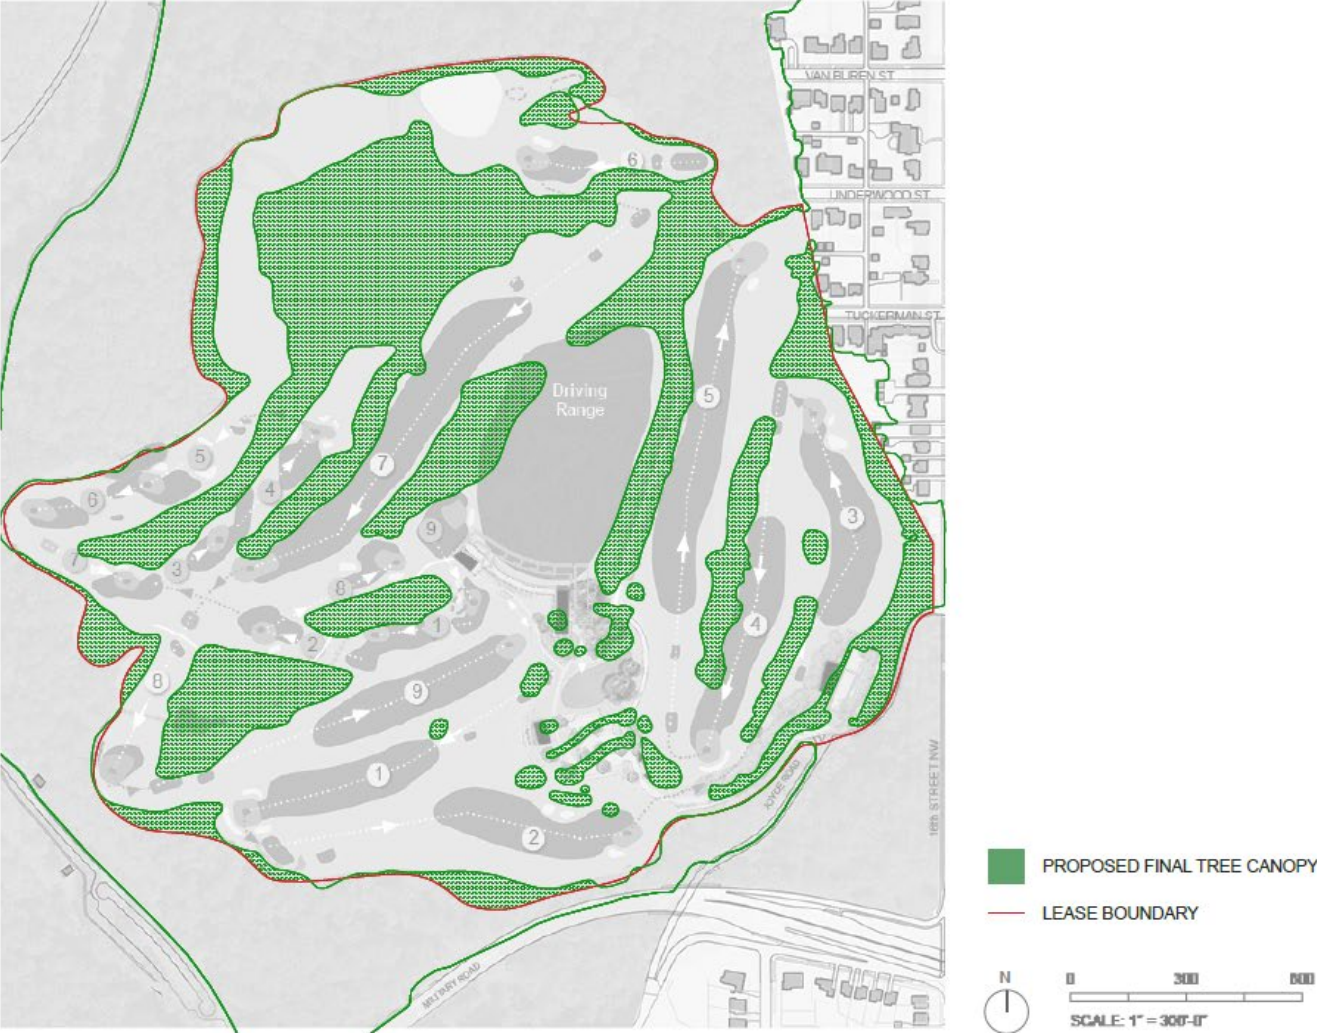 VAN BUREN ST
UNDERWOOD ST
TUCKERMAN ST
6
Driving
Range
5
7
5
4
6
3
9
7
3
8
4
1
2
8
9
1
2
16th STREET NW
JOYCE ROAD
MILITARY ROAD
PROPOSED FINAL TREE CANOPY
LEASE BOUNDARY
N
0 300 600
SCALE: 1" = 300'-0"